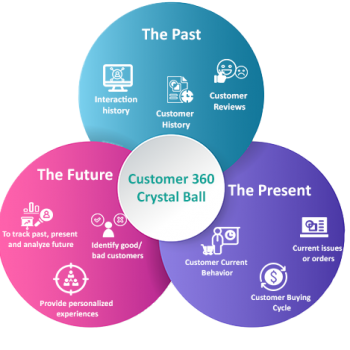 The Past
Interaction
history
Customer
History
Customer
Reviews
Customer 360
Crystal Ball
The Future
To track past, present
and analyze future
Identify good/
bad customers
Provide personalized
experiences
The Present
Customer Current
Behavior
Current issues
or orders
Customer Buying
Cycle